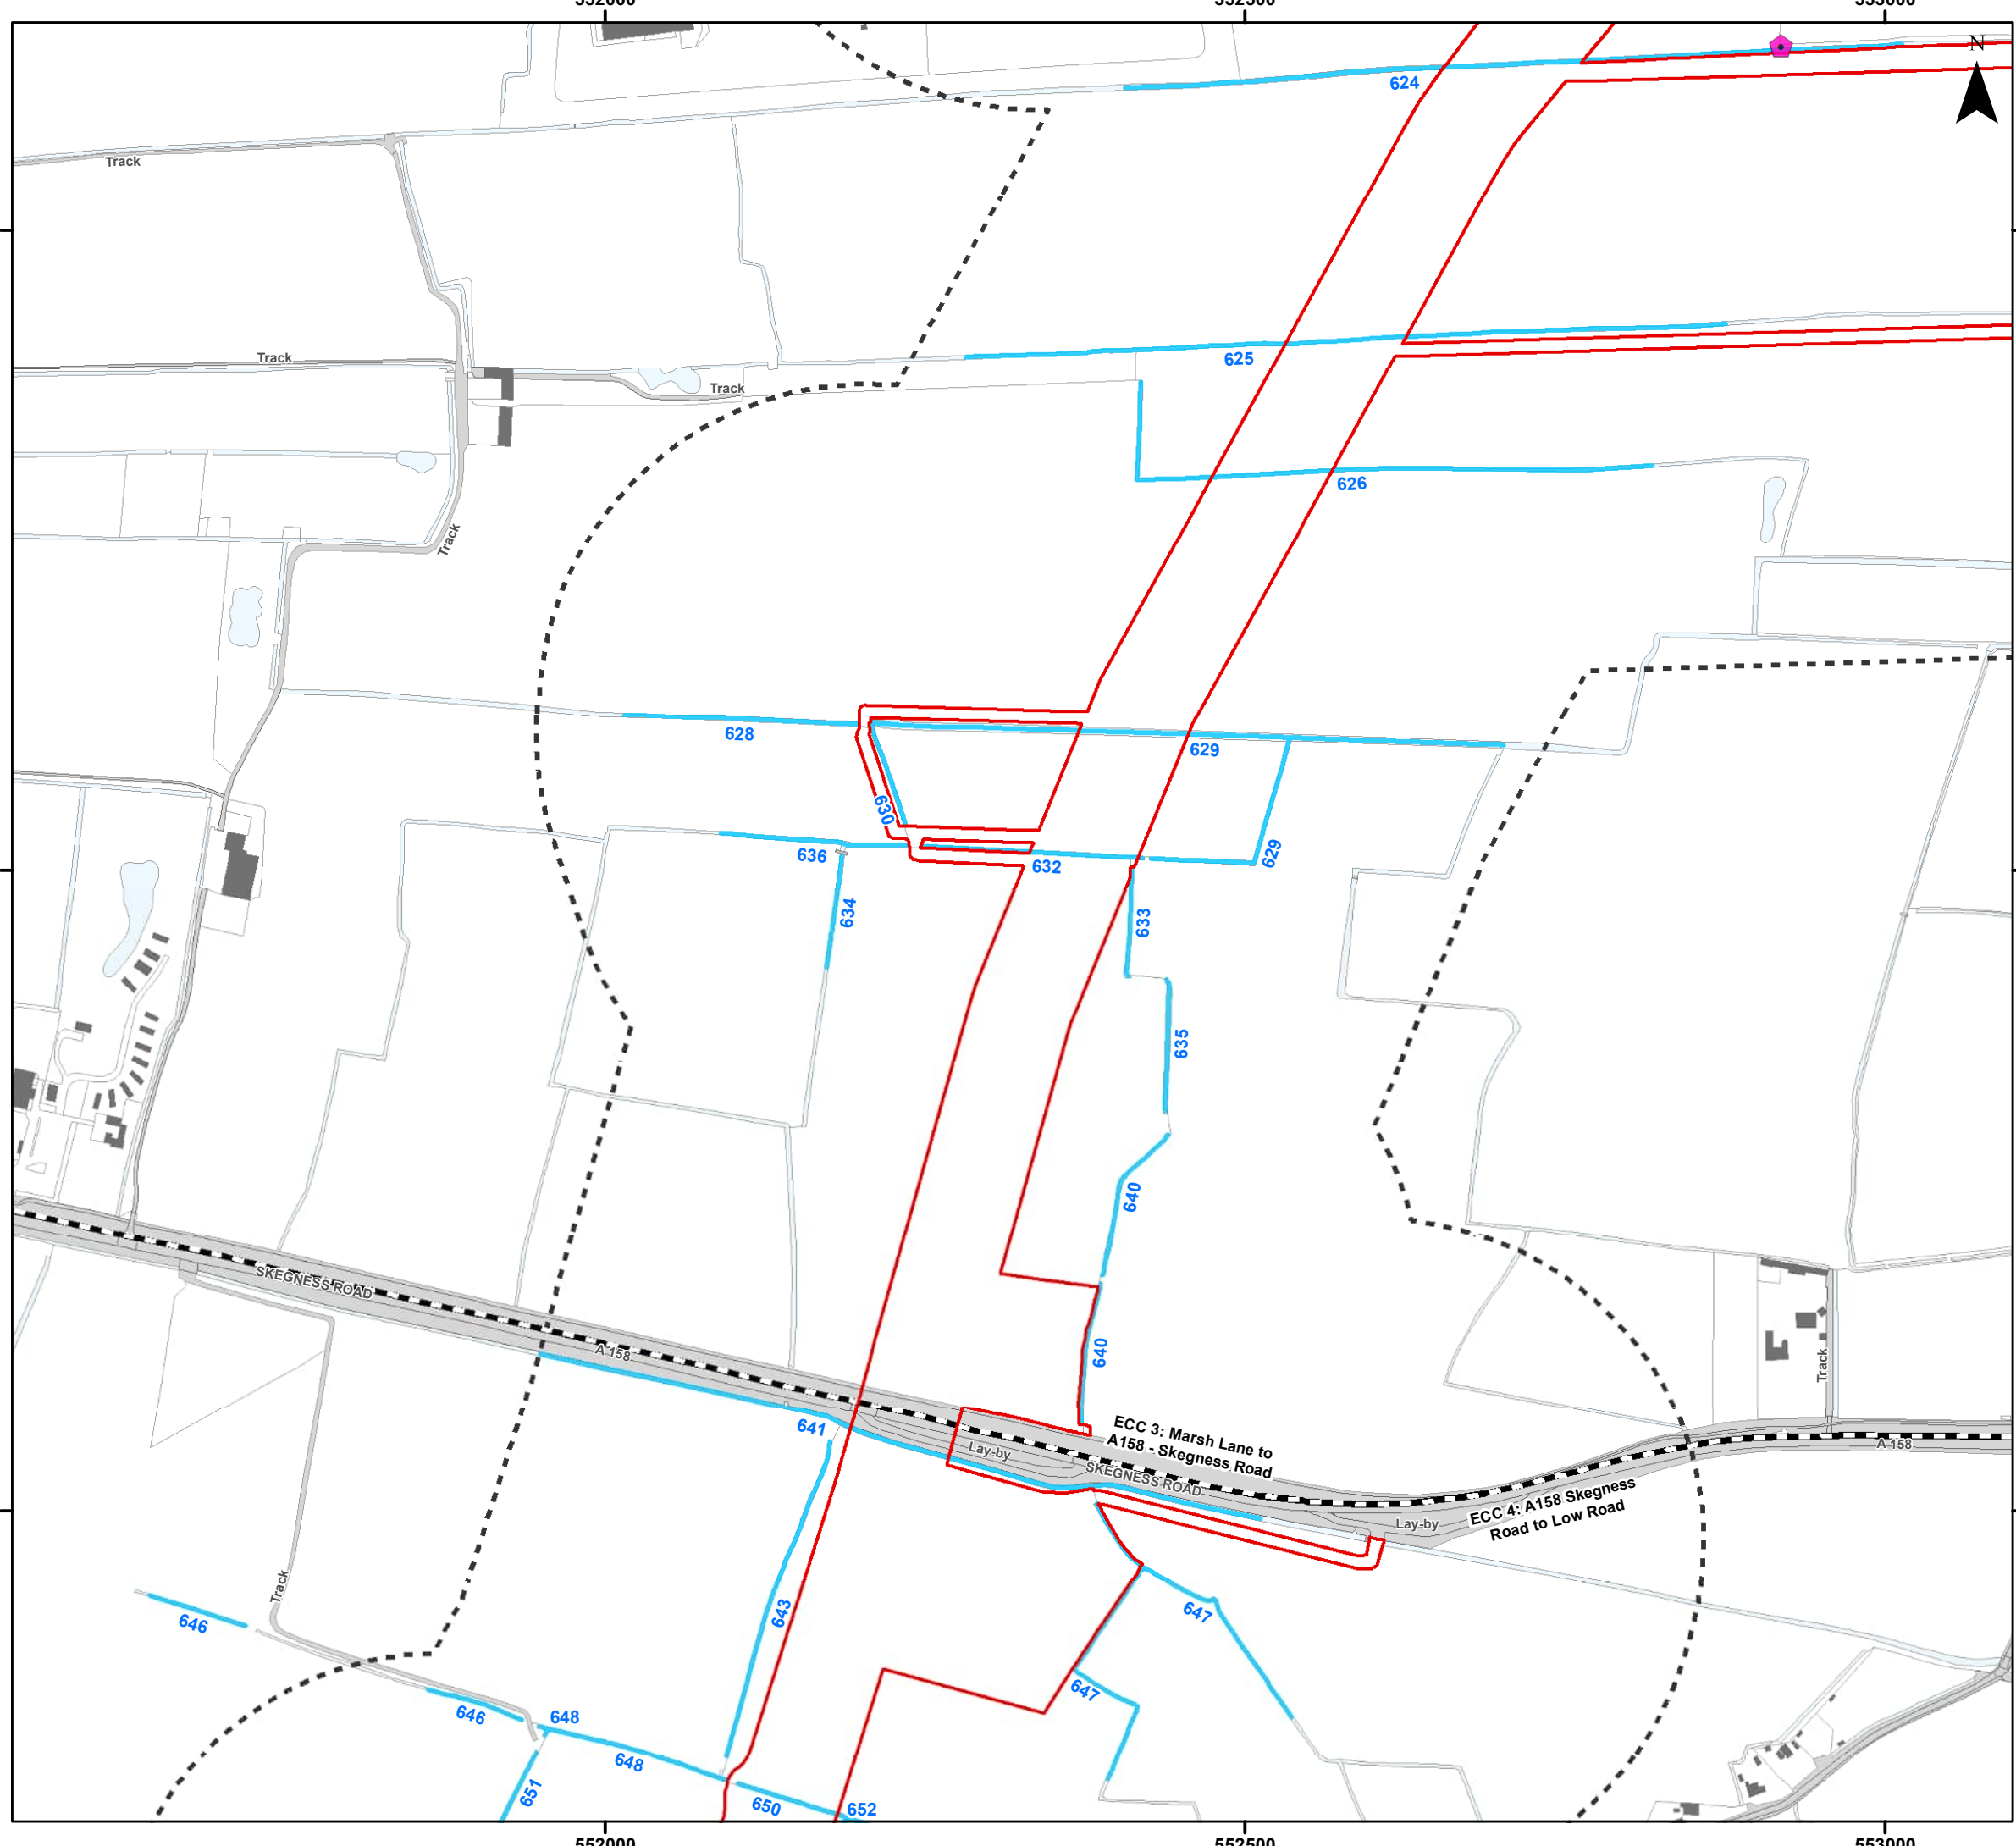 552000
552500
553000
N
624
Track
625
Track
Track
626
Track
628
629
630
636
632
629
634
633
635
640
SKEGNESS ROAD
A 158
640
641
ECC 3: Marsh Lane to
A158 - Skegness Road
Lay-by
SKEGNESS ROAD
Track
A 158
ECC 4: A158 Skegness
Road to Low Road
Lay-by
Track
646
643
647
647
646
648
648
651
650
652
552000
552500
553000